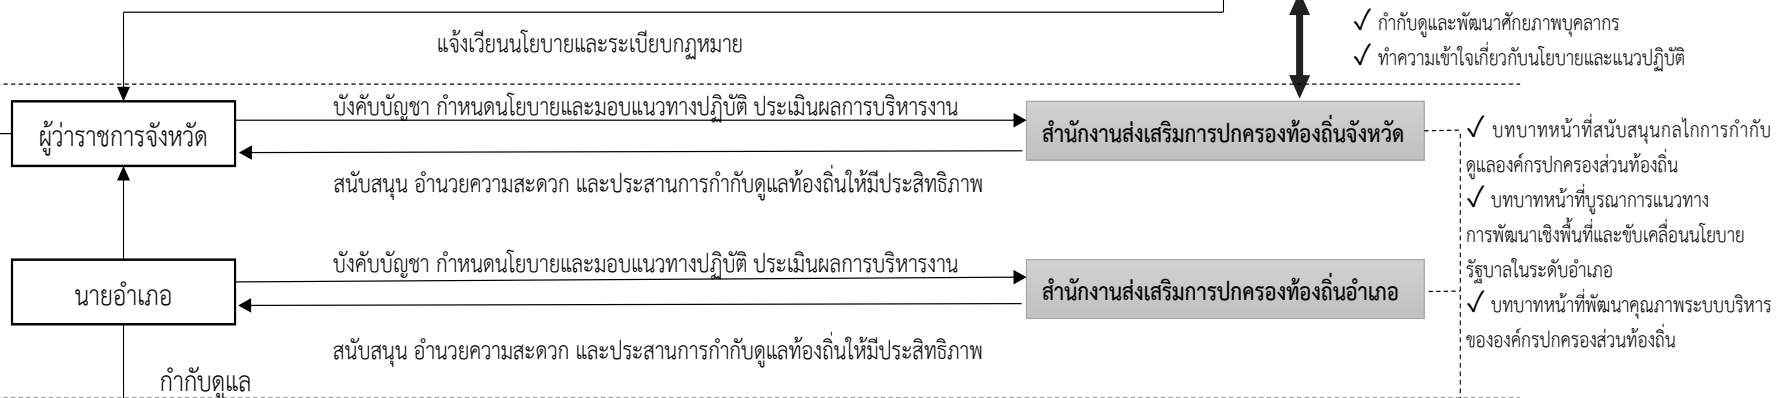 ✓ กำกับดูและพัฒนาศักยภาพบุคลากร
แจ้งเวียนนโยบายและระเบียบกฎหมาย
✓ ทำความเข้าใจเกี่ยวกับนโยบายและแนวปฏิบัติ
บังคับบัญชา กำหนดนโยบายและมอบแนวทางปฏิบัติ ประเมินผลการบริหารงาน
ผู้ว่าราชการจังหวัด
สำนักงานส่งเสริมการปกครองท้องถิ่นจังหวัด
สนับสนุน อำนวยความสะดวก และประสานการกำกับดูแลท้องถิ่นให้มีประสิทธิภาพ
✓ บทบาทหน้าที่สนับสนุนกลไกการกำกับ
ดูแลองค์กรปกครองส่วนท้องถิ่น
✓ บทบาทหน้าที่บูรณาการแนวทาง
การพัฒนาเชิงพื้นที่และขับเคลื่อนนโยบาย
รัฐบาลในระดับอำเภอ
✓ บทบาทหน้าที่พัฒนาคุณภาพระบบบริหาร
ขององค์กรปกครองส่วนท้องถิ่น
บังคับบัญชา กำหนดนโยบายและมอบแนวทางปฏิบัติ ประเมินผลการบริหารงาน
นายอำเภอ
สำนักงานส่งเสริมการปกครองท้องถิ่นอำเภอ
สนับสนุน อำนวยความสะดวก และประสานการกำกับดูแลท้องถิ่นให้มีประสิทธิภาพ
กำกับดูแล